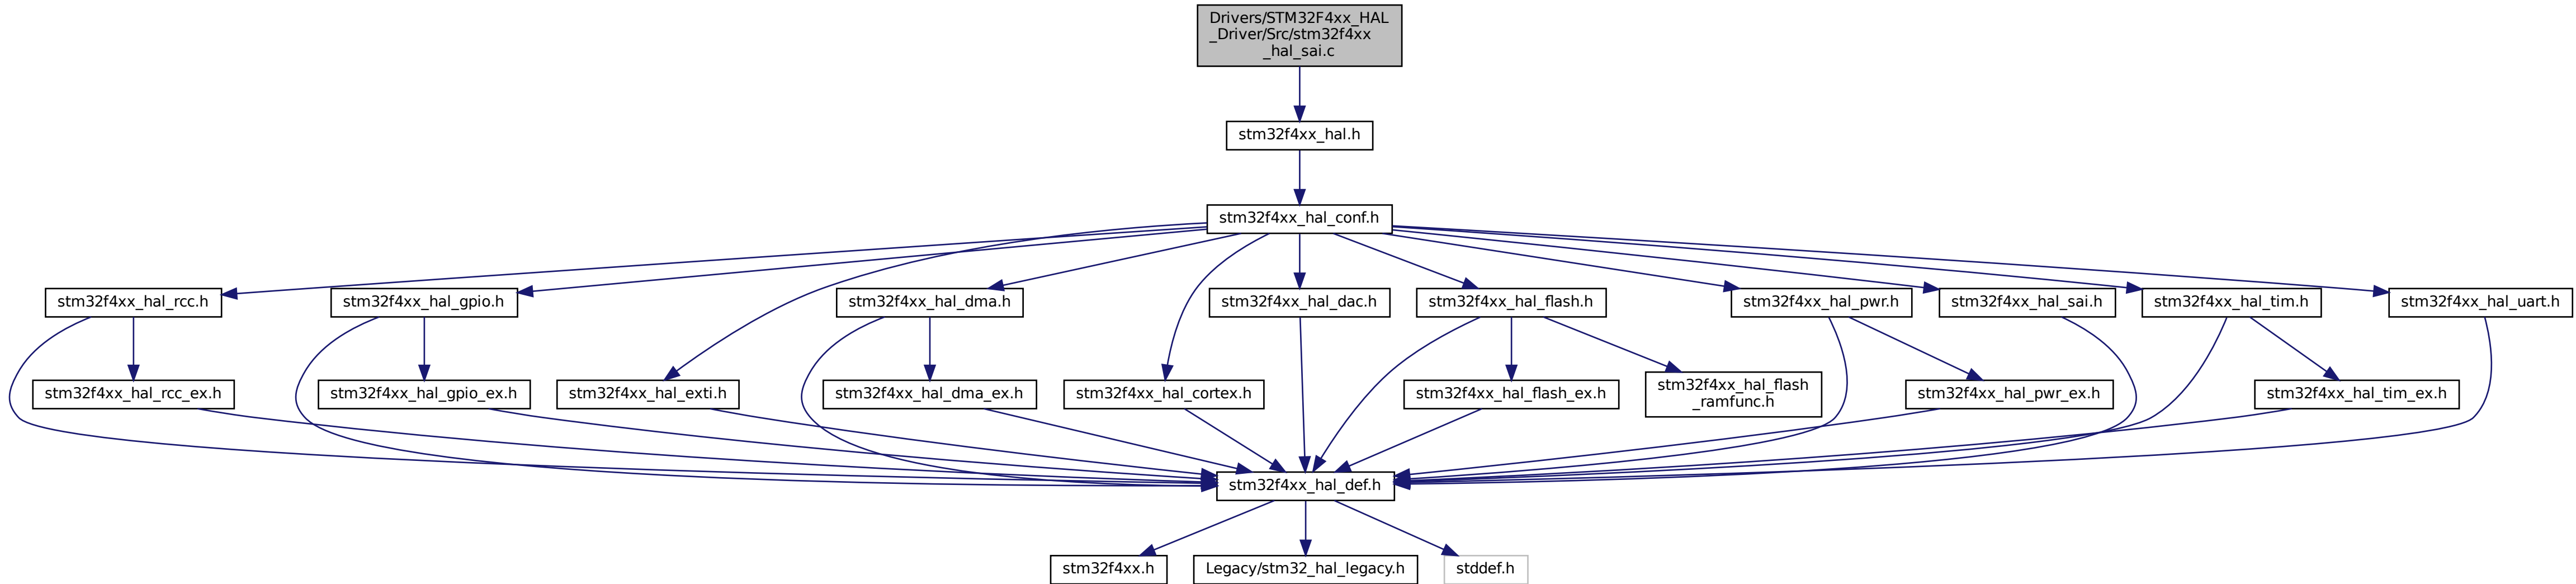 Drivers/STM32F4xx_HAL
_Driver/Src/stm32f4xx
_hal_sai.c
stm32f4xx_hal.h
stm32f4xx_hal_conf.h
stm32f4xx_hal_rcc.h
stm32f4xx_hal_gpio.h
stm32f4xx_hal_dma.h
stm32f4xx_hal_dac.h
stm32f4xx_hal_flash.h
stm32f4xx_hal_pwr.h
stm32f4xx_hal_sai.h
stm32f4xx_hal_tim.h
stm32f4xx_hal_uart.h
stm32f4xx_hal_rcc_ex.h
stm32f4xx_hal_gpio_ex.h
stm32f4xx_hal_exti.h
stm32f4xx_hal_dma_ex.h
stm32f4xx_hal_cortex.h
stm32f4xx_hal_flash_ex.h
stm32f4xx_hal_flash
_ramfunc.h
stm32f4xx_hal_pwr_ex.h
stm32f4xx_hal_tim_ex.h
stm32f4xx_hal_def.h
stm32f4xx.h
Legacy/stm32_hal_legacy.h
stddef.h